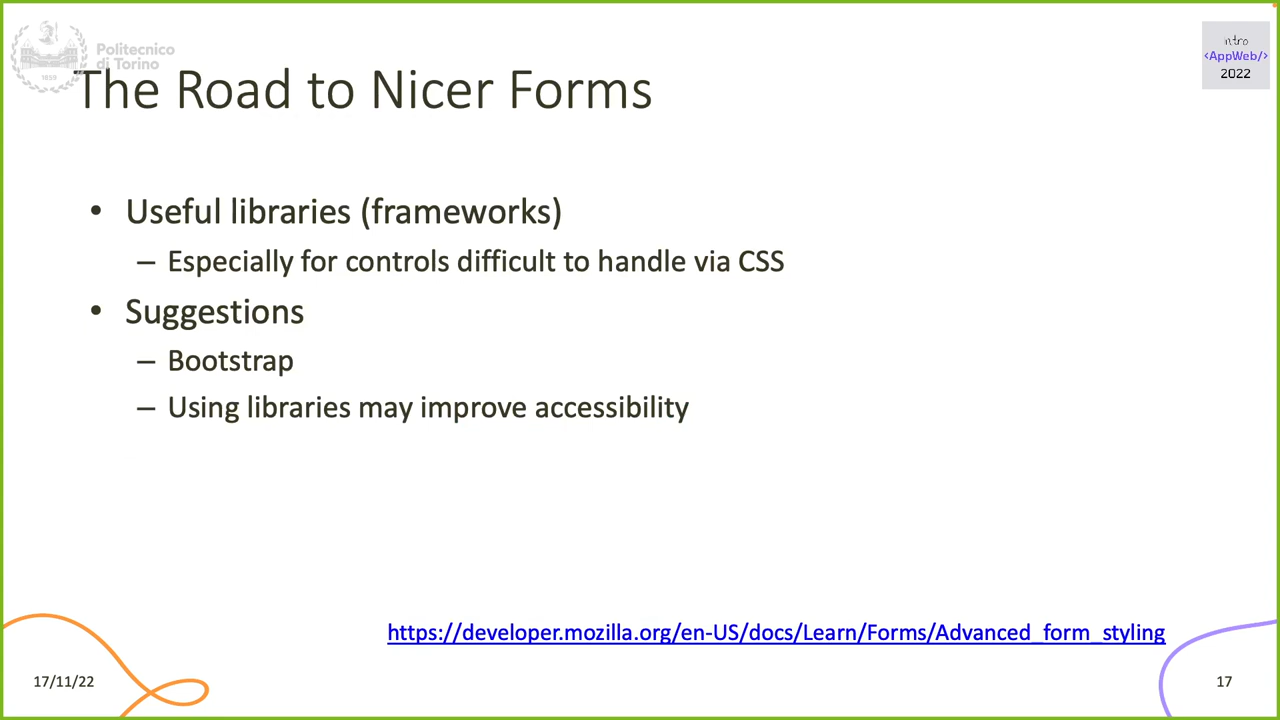 Politecnico
di Torino
1859
intro
<AppWeb/>
2022
The Road to Nicer Forms
• Useful libraries (frameworks)
– Especially for controls difficult to handle via CSS
• Suggestions
– Bootstrap
– Using libraries may improve accessibility
https://developer.mozilla.org/en-US/docs/Learn/Forms/Advanced_form_styling
17/11/22
17